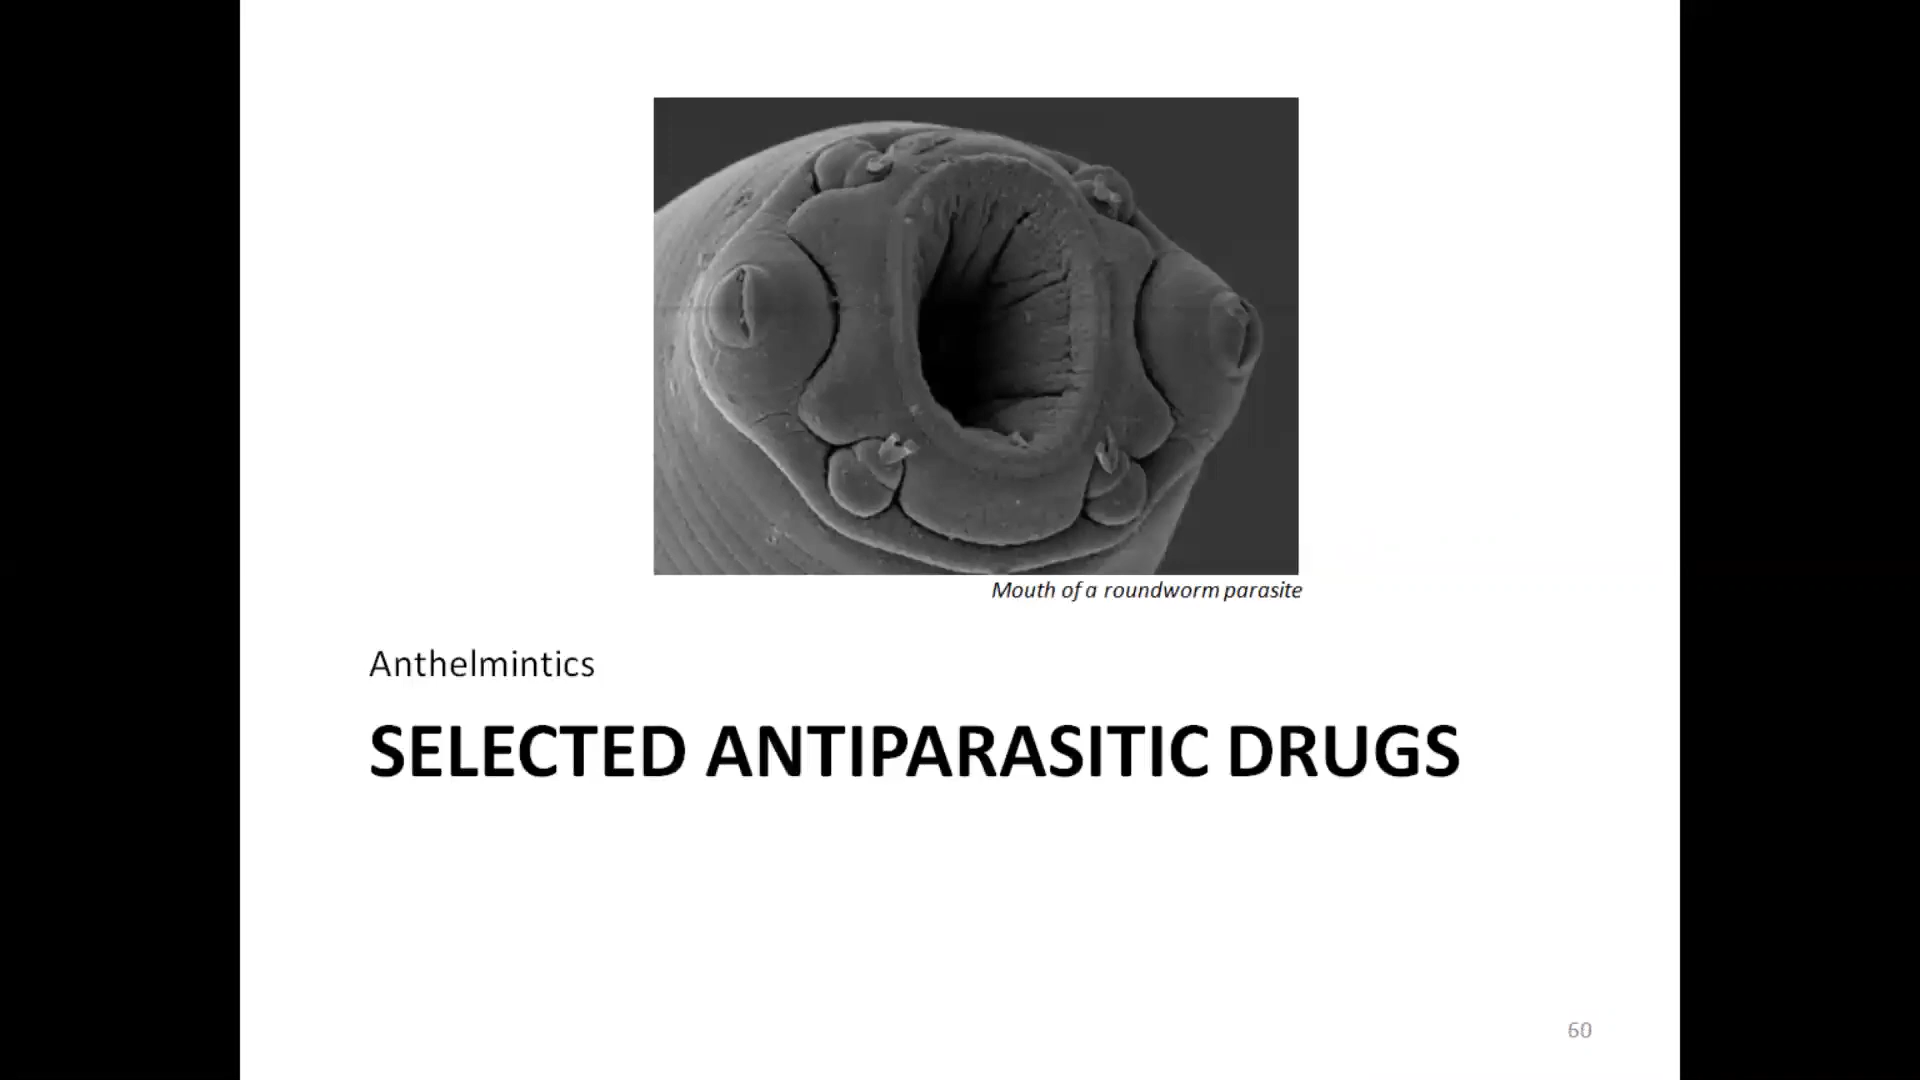 Mouth of a roundworm parasite
Anthelmintics
SELECTED ANTIPARASITIC DRUGS
60